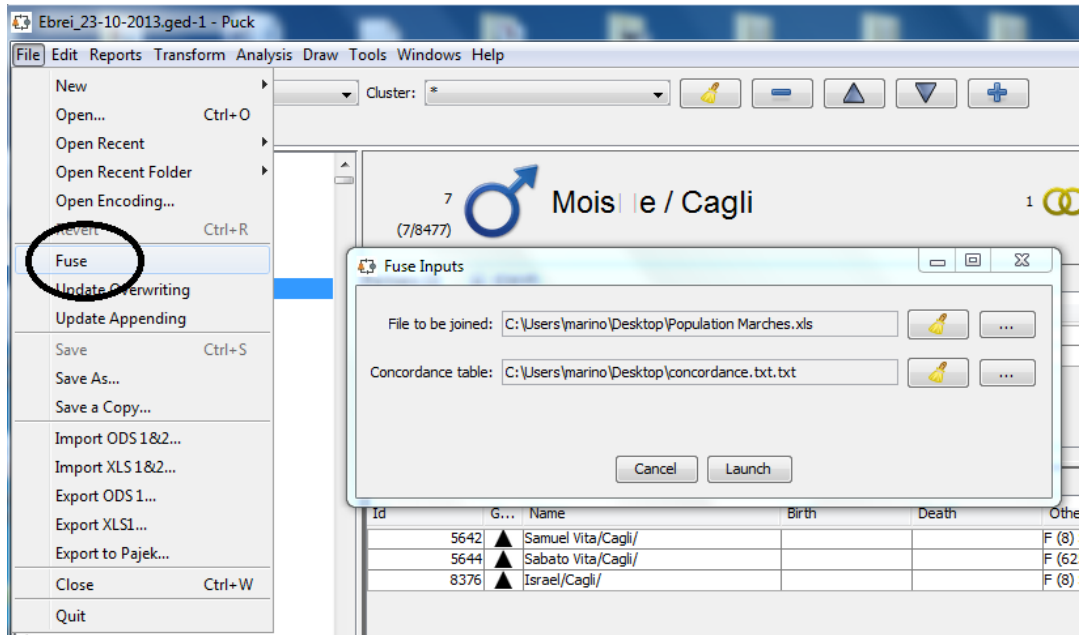 Ebrei_23-10-2013.ged-1 - Puck
File Edit Reports Transform Analysis Draw Tools Windows Help
New
Open... Ctrl+O
Open Recent
Open Recent Folder
Open Encoding...
Revert Ctrl+R
Fuse
Update Overwriting
Update Appending
Save Ctrl+S
Save As...
Save a Copy...
Import ODS 1&2...
Import XLS 1&2...
Export ODS 1...
Export XLS1...
Export to Pajek...
Close Ctrl+W
Quit
Cluster: *
7
(7/8477)
/ Cagli
1
Fuse Inputs
File to be joined: C:\Users\marino\Desktop\Population Marches.xls ...
Concordance table: C:\Users\marino\Desktop\concordance.txt.txt ...
Cancel Launch
Id G... Name Birth Death Othe
5642 Samuel Vita/Cagli/ F (8)
5644 Sabato Vita/Cagli/ F (62
8376 Israel/Cagli/ F (8)